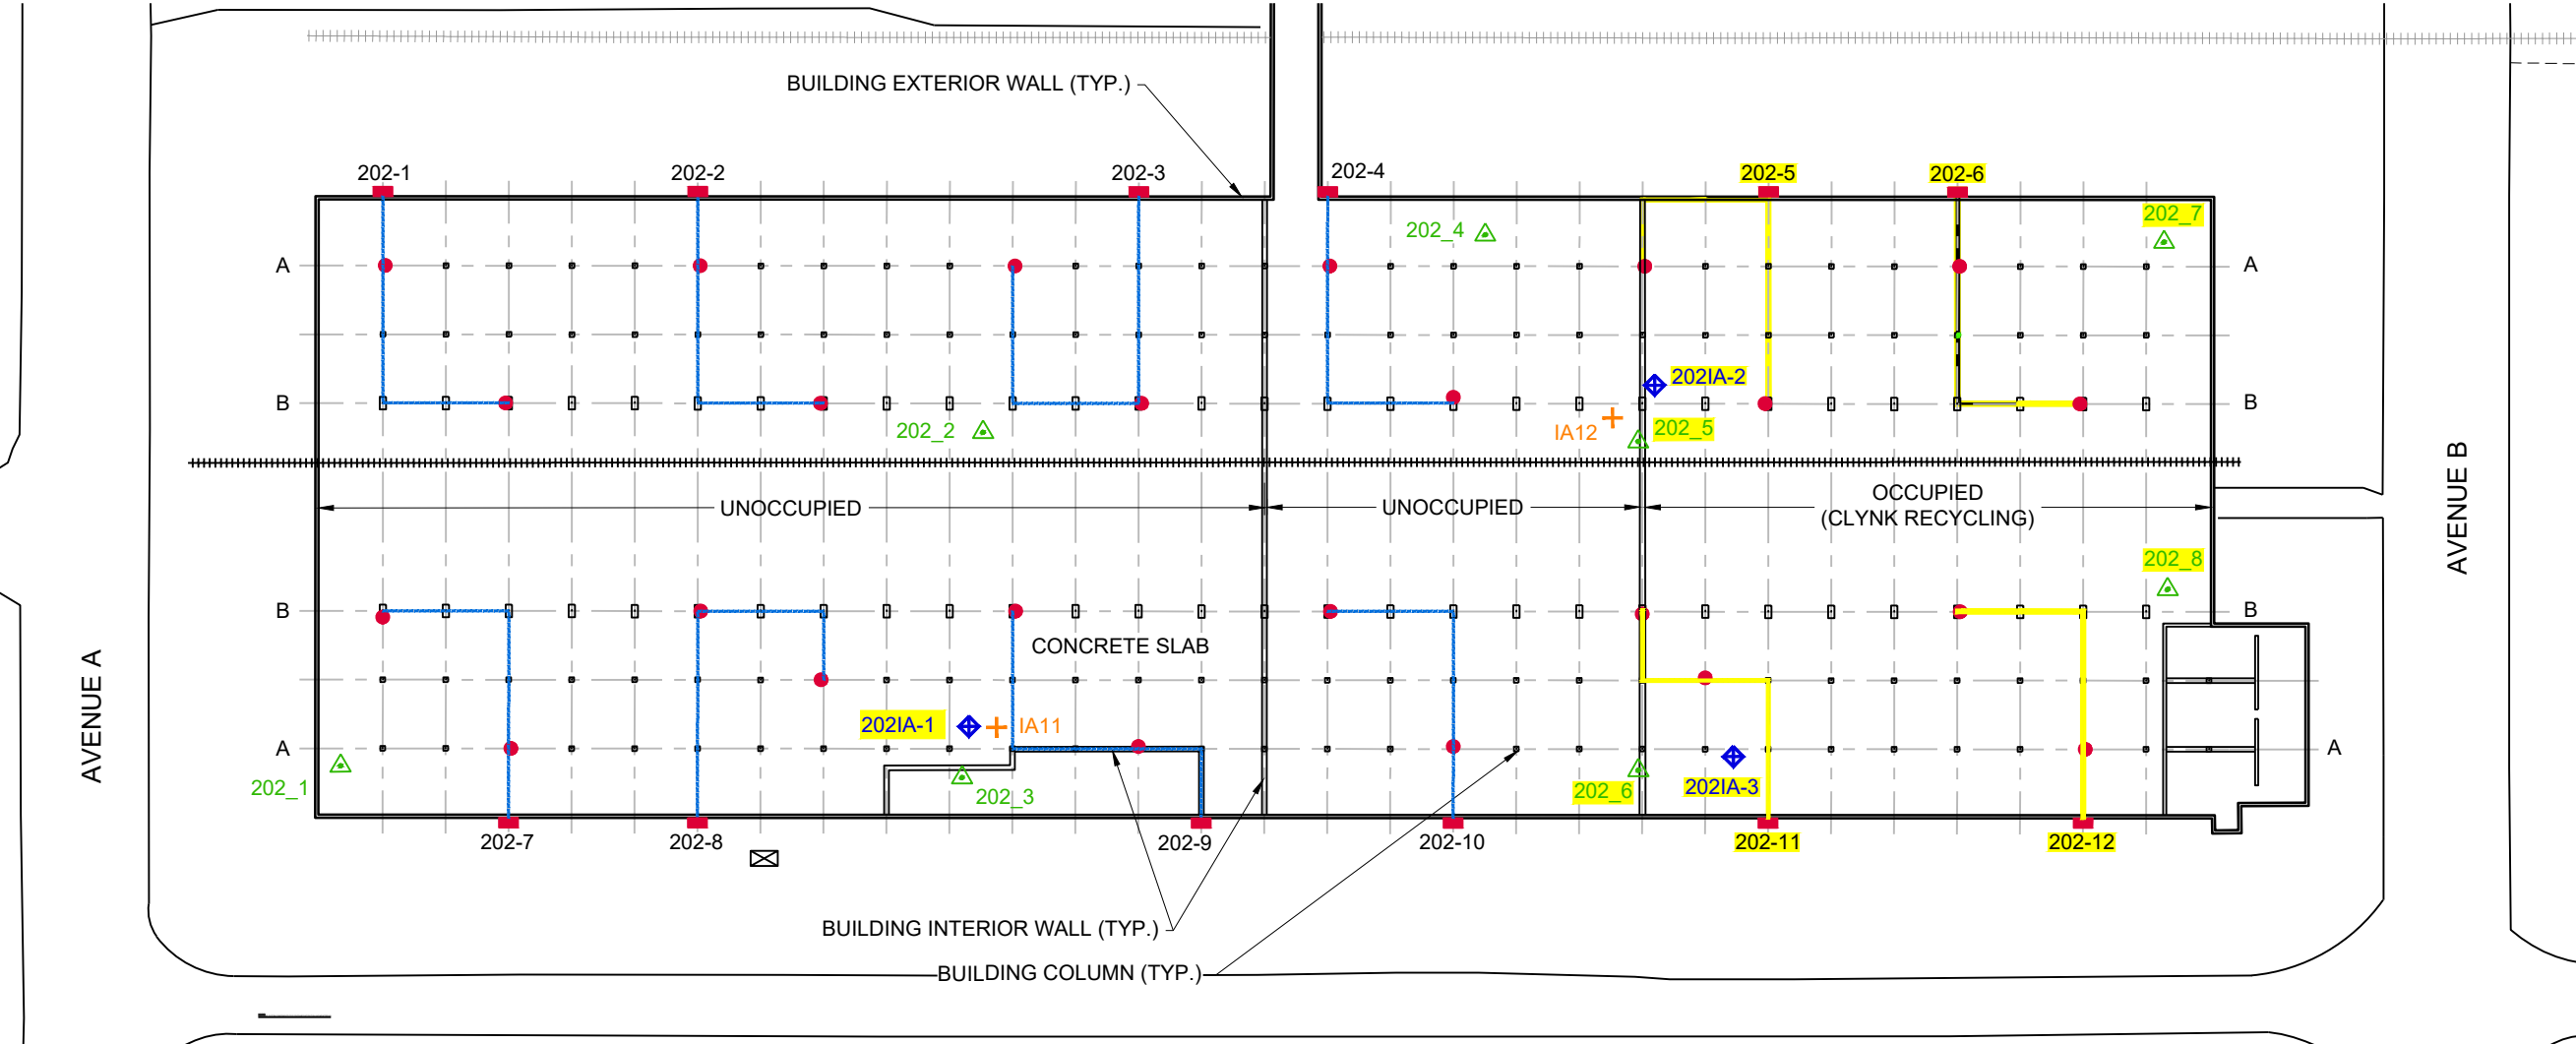 BUILDING EXTERIOR WALL (TYP.)
202-1
202-2
202-3
202-4
202-5
202-6
202_7
202_4
A
A
202IA-2
B
B
202_2
IA12
202_5
UNOCCUPIED
UNOCCUPIED
OCCUPIED
(CLYNK RECYCLING)
AVENUE B
202_8
B
B
CONCRETE SLAB
AVENUE A
202IA-1
IA11
A
A
202_1
202_3
202_6
202IA-3
202-7
202-8
202-9
202-10
202-11
202-12
BUILDING INTERIOR WALL (TYP.)
BUILDING COLUMN (TYP.)